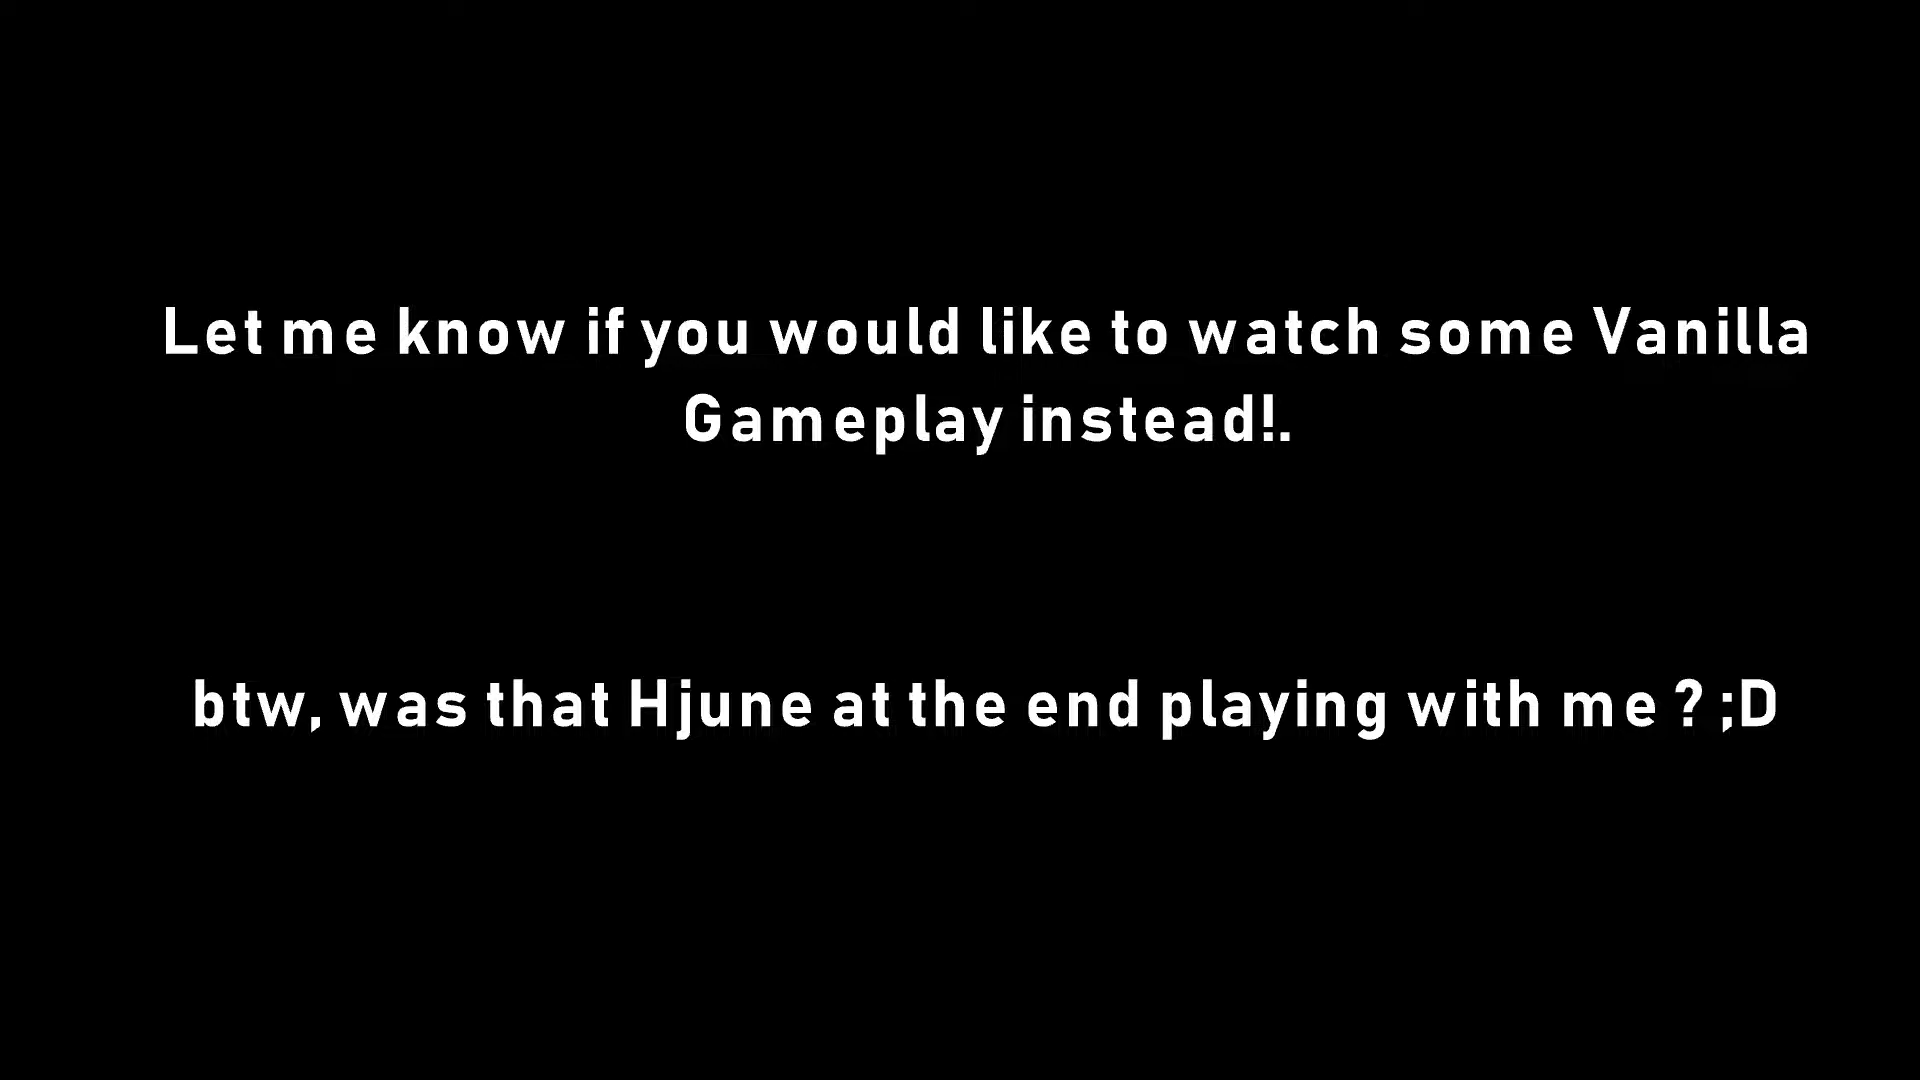 Let me know if you would like to watch some Vanilla
Gameplay instead!.
btw, was that Hjune at the end playing with me ? ;D